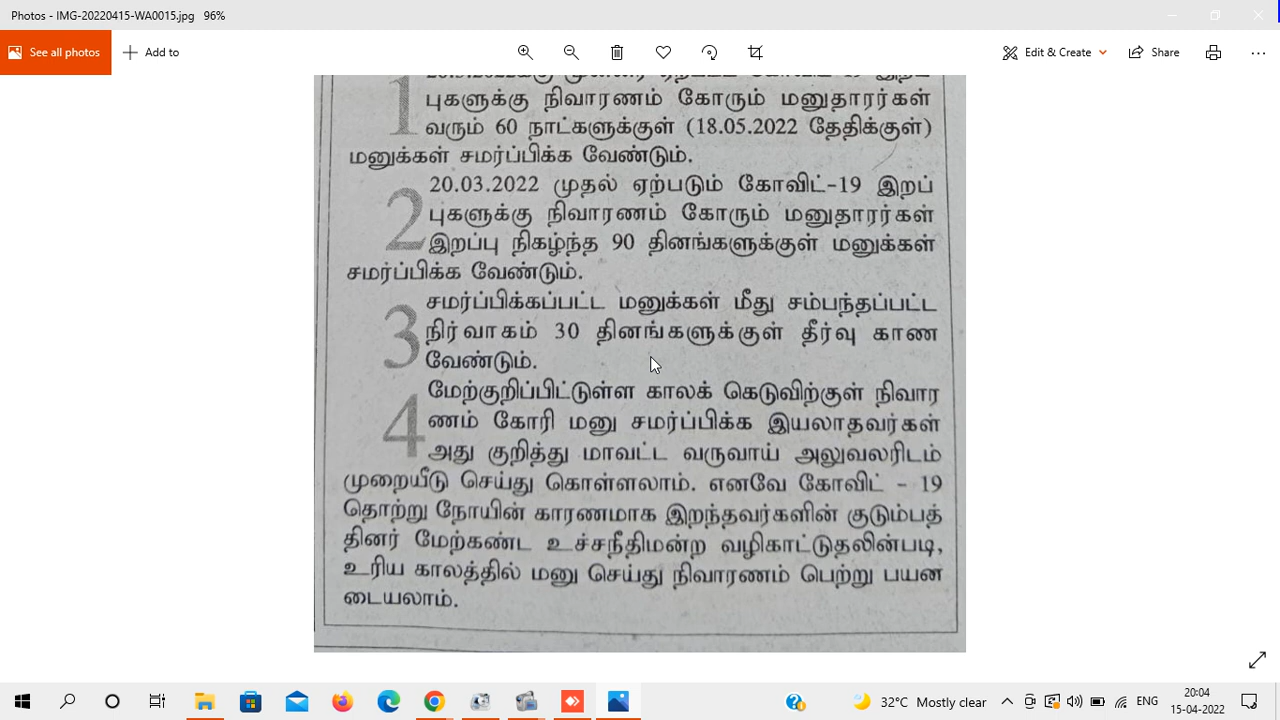 Photos - IMG-20220415-WA0015.jpg 96%
See all photos
Add to
Edit & Create
Share
1
புகளுக்கு நிவாரணம் கோரும் மனுதாரர்கள்
வரும் 60 நாட்களுக்குள் (18.05.2022 தேதிக்குள்)
மனுக்கள் சமர்ப்பிக்க வேண்டும்.
2
20.03.2022 முதல் ஏற்படும் கோவிட்-19 இறப்
புகளுக்கு நிவாரணம் கோரும் மனுதாரர்கள்
இறப்பு நிகழ்ந்த 90 தினங்களுக்குள் மனுக்கள்
சமர்ப்பிக்க வேண்டும்.
3
சமர்ப்பிக்கப்பட்ட மனுக்கள் மீது சம்பந்தப்பட்ட
நிர்வாகம் 30 தினங்களுக்குள் தீர்வு காண
வேண்டும்.
4
மேற்குறிப்பிட்டுள்ள காலக் கெடுவிற்குள் நிவார
ணம் கோரி மனு சமர்ப்பிக்க இயலாதவர்கள்
அது குறித்து மாவட்ட வருவாய் அலுவலரிடம்
முறையீடு செய்து கொள்ளலாம். எனவே கோவிட் - 19
தொற்று நோயின் காரணமாக இறந்தவர்களின் குடும்பத்
தினர் மேற்கண்ட உச்சநீதிமன்ற வழிகாட்டுதலின்படி,
உரிய காலத்தில் மனு செய்து நிவாரணம் பெற்று பயன
டையலாம்.
32°C Mostly clear
ENG
20:04
15-04-2022